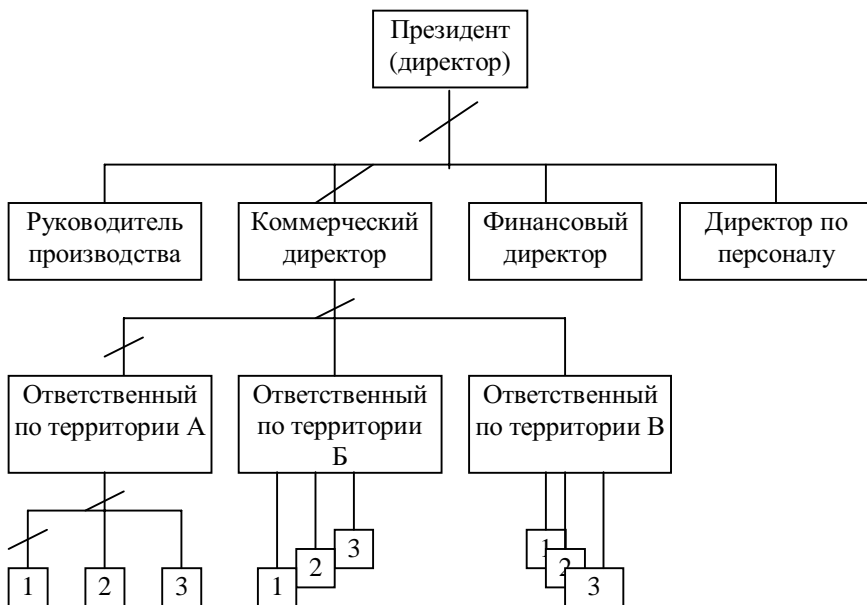 Президент
(директор)
Руководитель
производства
Коммерческий
директор
Финансовый
директор
Директор по
персоналу
Ответственный
по территории А
Ответственный
по территории
Б
Ответственный
по территории В
1
2
3
1
2
3
1
2
3